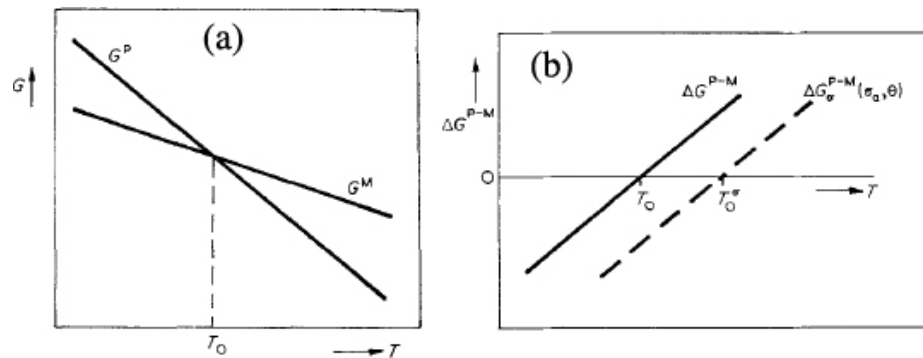 (a)
G
G^P
G^M
T_O
T
(b)
ΔG^P-M
ΔG^P-M
ΔG_σ^P-M(σ_a,θ)
O
T_O
T_O^σ
T